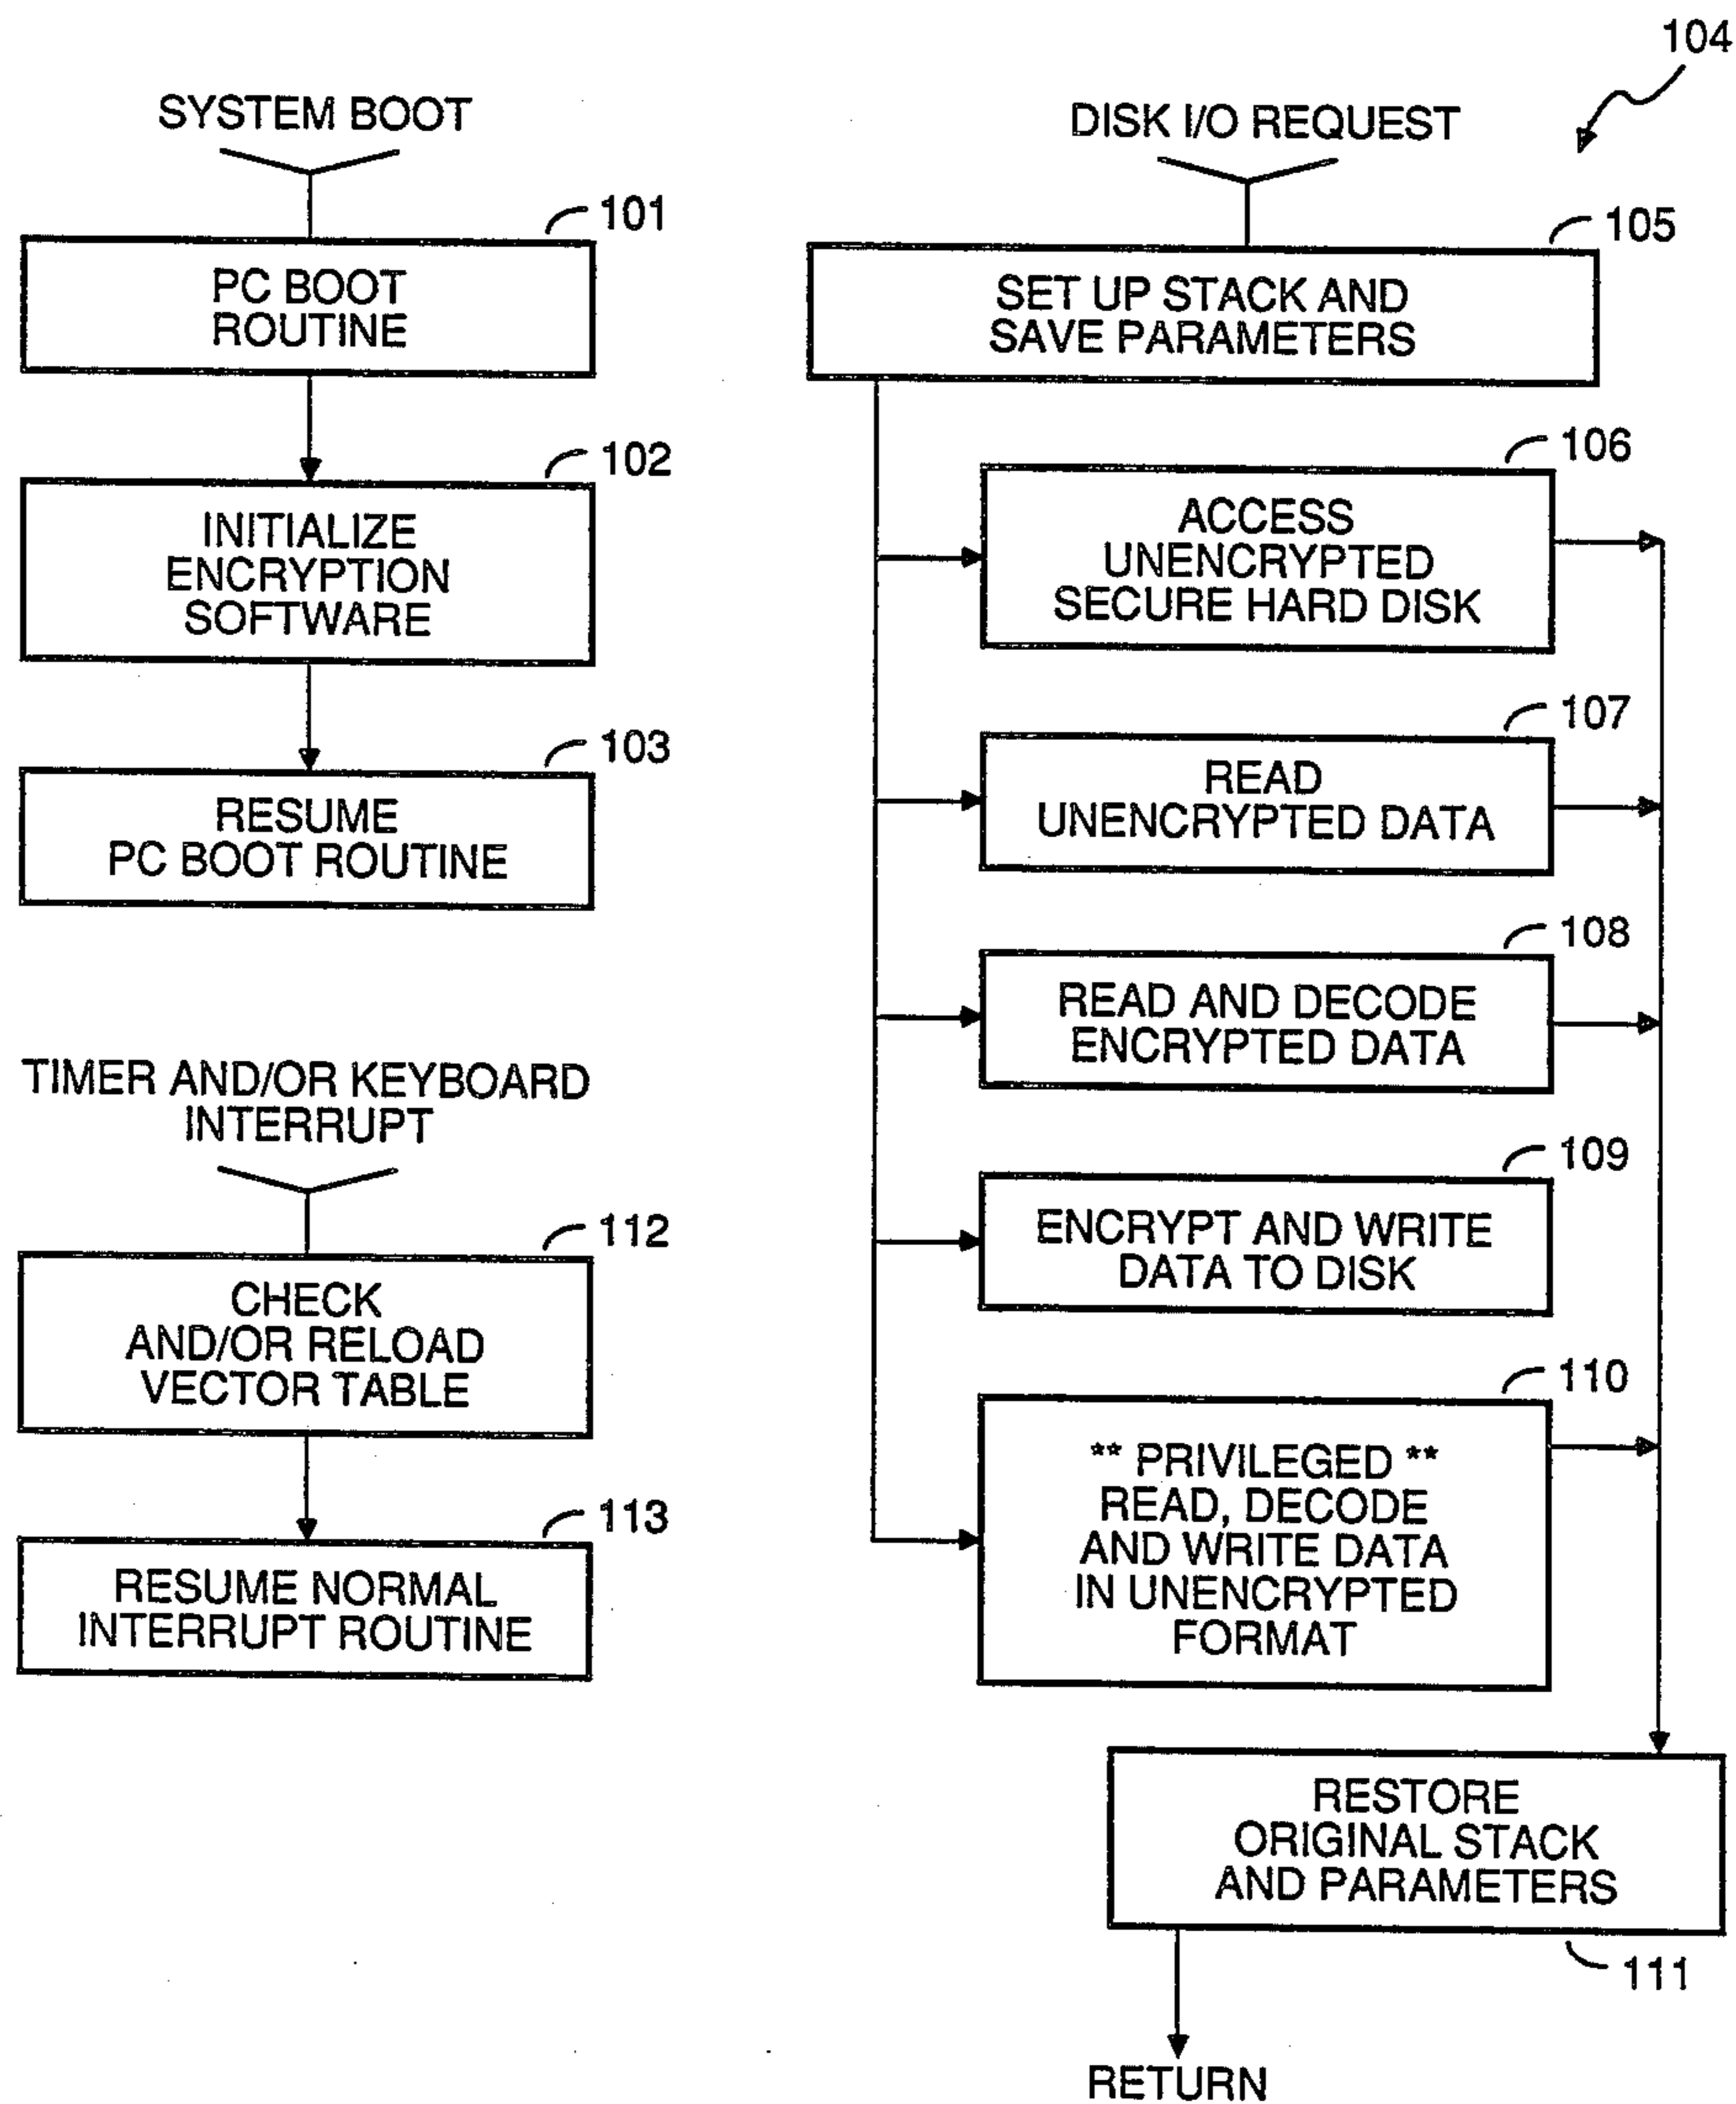 104
SYSTEM BOOT
101
PC BOOT
ROUTINE
102
INITIALIZE
ENCRYPTION
SOFTWARE
103
RESUME
PC BOOT ROUTINE
TIMER AND/OR KEYBOARD
INTERRUPT
112
CHECK
AND/OR RELOAD
VECTOR TABLE
113
RESUME NORMAL
INTERRUPT ROUTINE
DISK I/O REQUEST
105
SET UP STACK AND
SAVE PARAMETERS
106
ACCESS
UNENCRYPTED
SECURE HARD DISK
107
READ
UNENCRYPTED DATA
108
READ AND DECODE
ENCRYPTED DATA
109
ENCRYPT AND WRITE
DATA TO DISK
110
** PRIVILEGED **
READ, DECODE
AND WRITE DATA
IN UNENCRYPTED
FORMAT
RESTORE
ORIGINAL STACK
AND PARAMETERS
111
RETURN